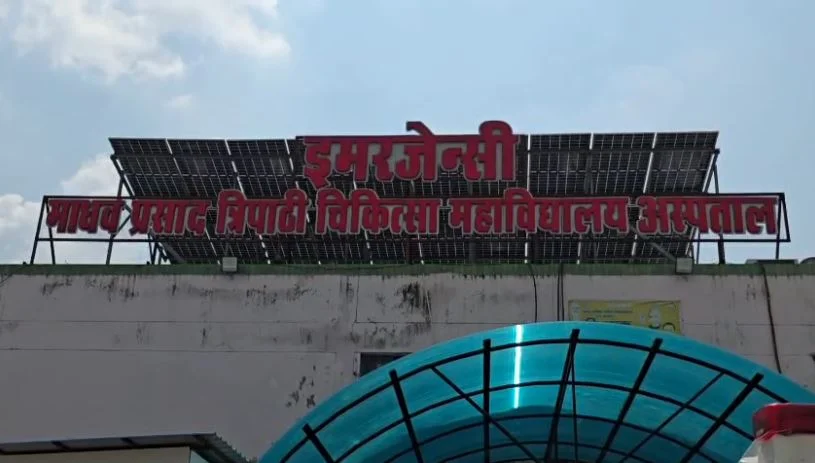 इमरजेन्सी
माधव प्रसाद त्रिपाठी चिकित्सा महाविद्यालय अस्पताल